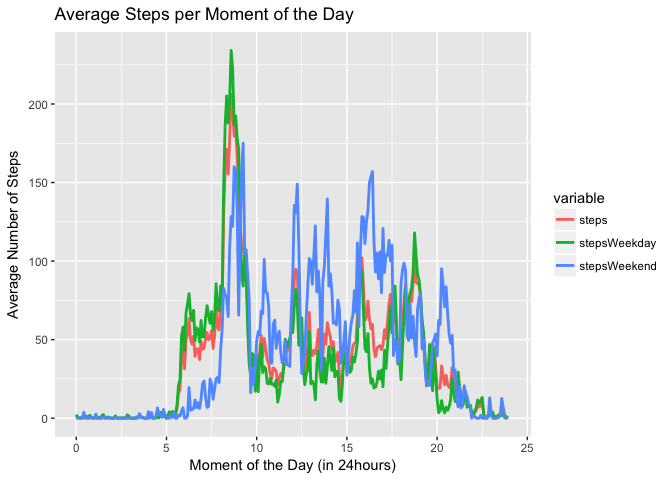 Average Steps per Moment of the Day
Average Number of Steps
200
150
100
50
0
0 5 10 15 20 25
Moment of the Day (in 24hours)
variable
steps
stepsWeekday
stepsWeekend